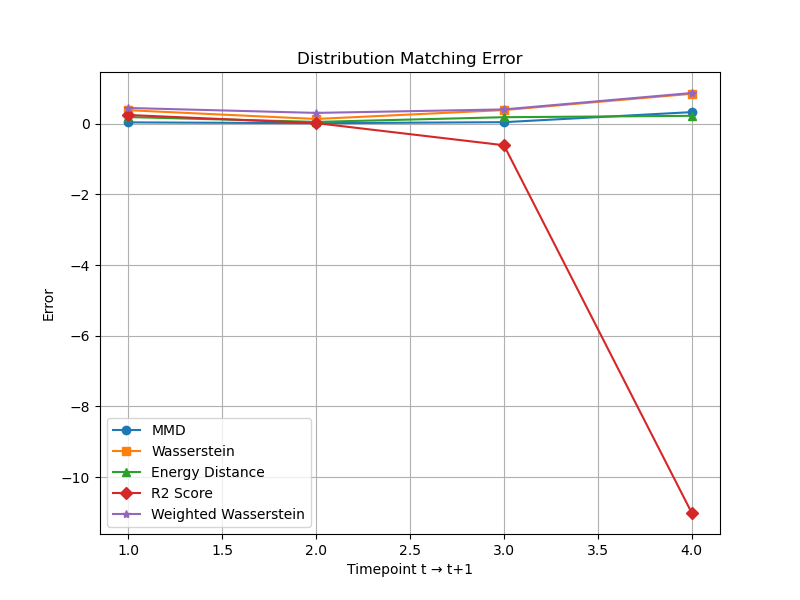 Distribution Matching Error
Error
0
−2
−4
−6
−8
−10
MMD
Wasserstein
Energy Distance
R2 Score
Weighted Wasserstein
1.0 1.5 2.0 2.5 3.0 3.5 4.0
Timepoint t → t+1